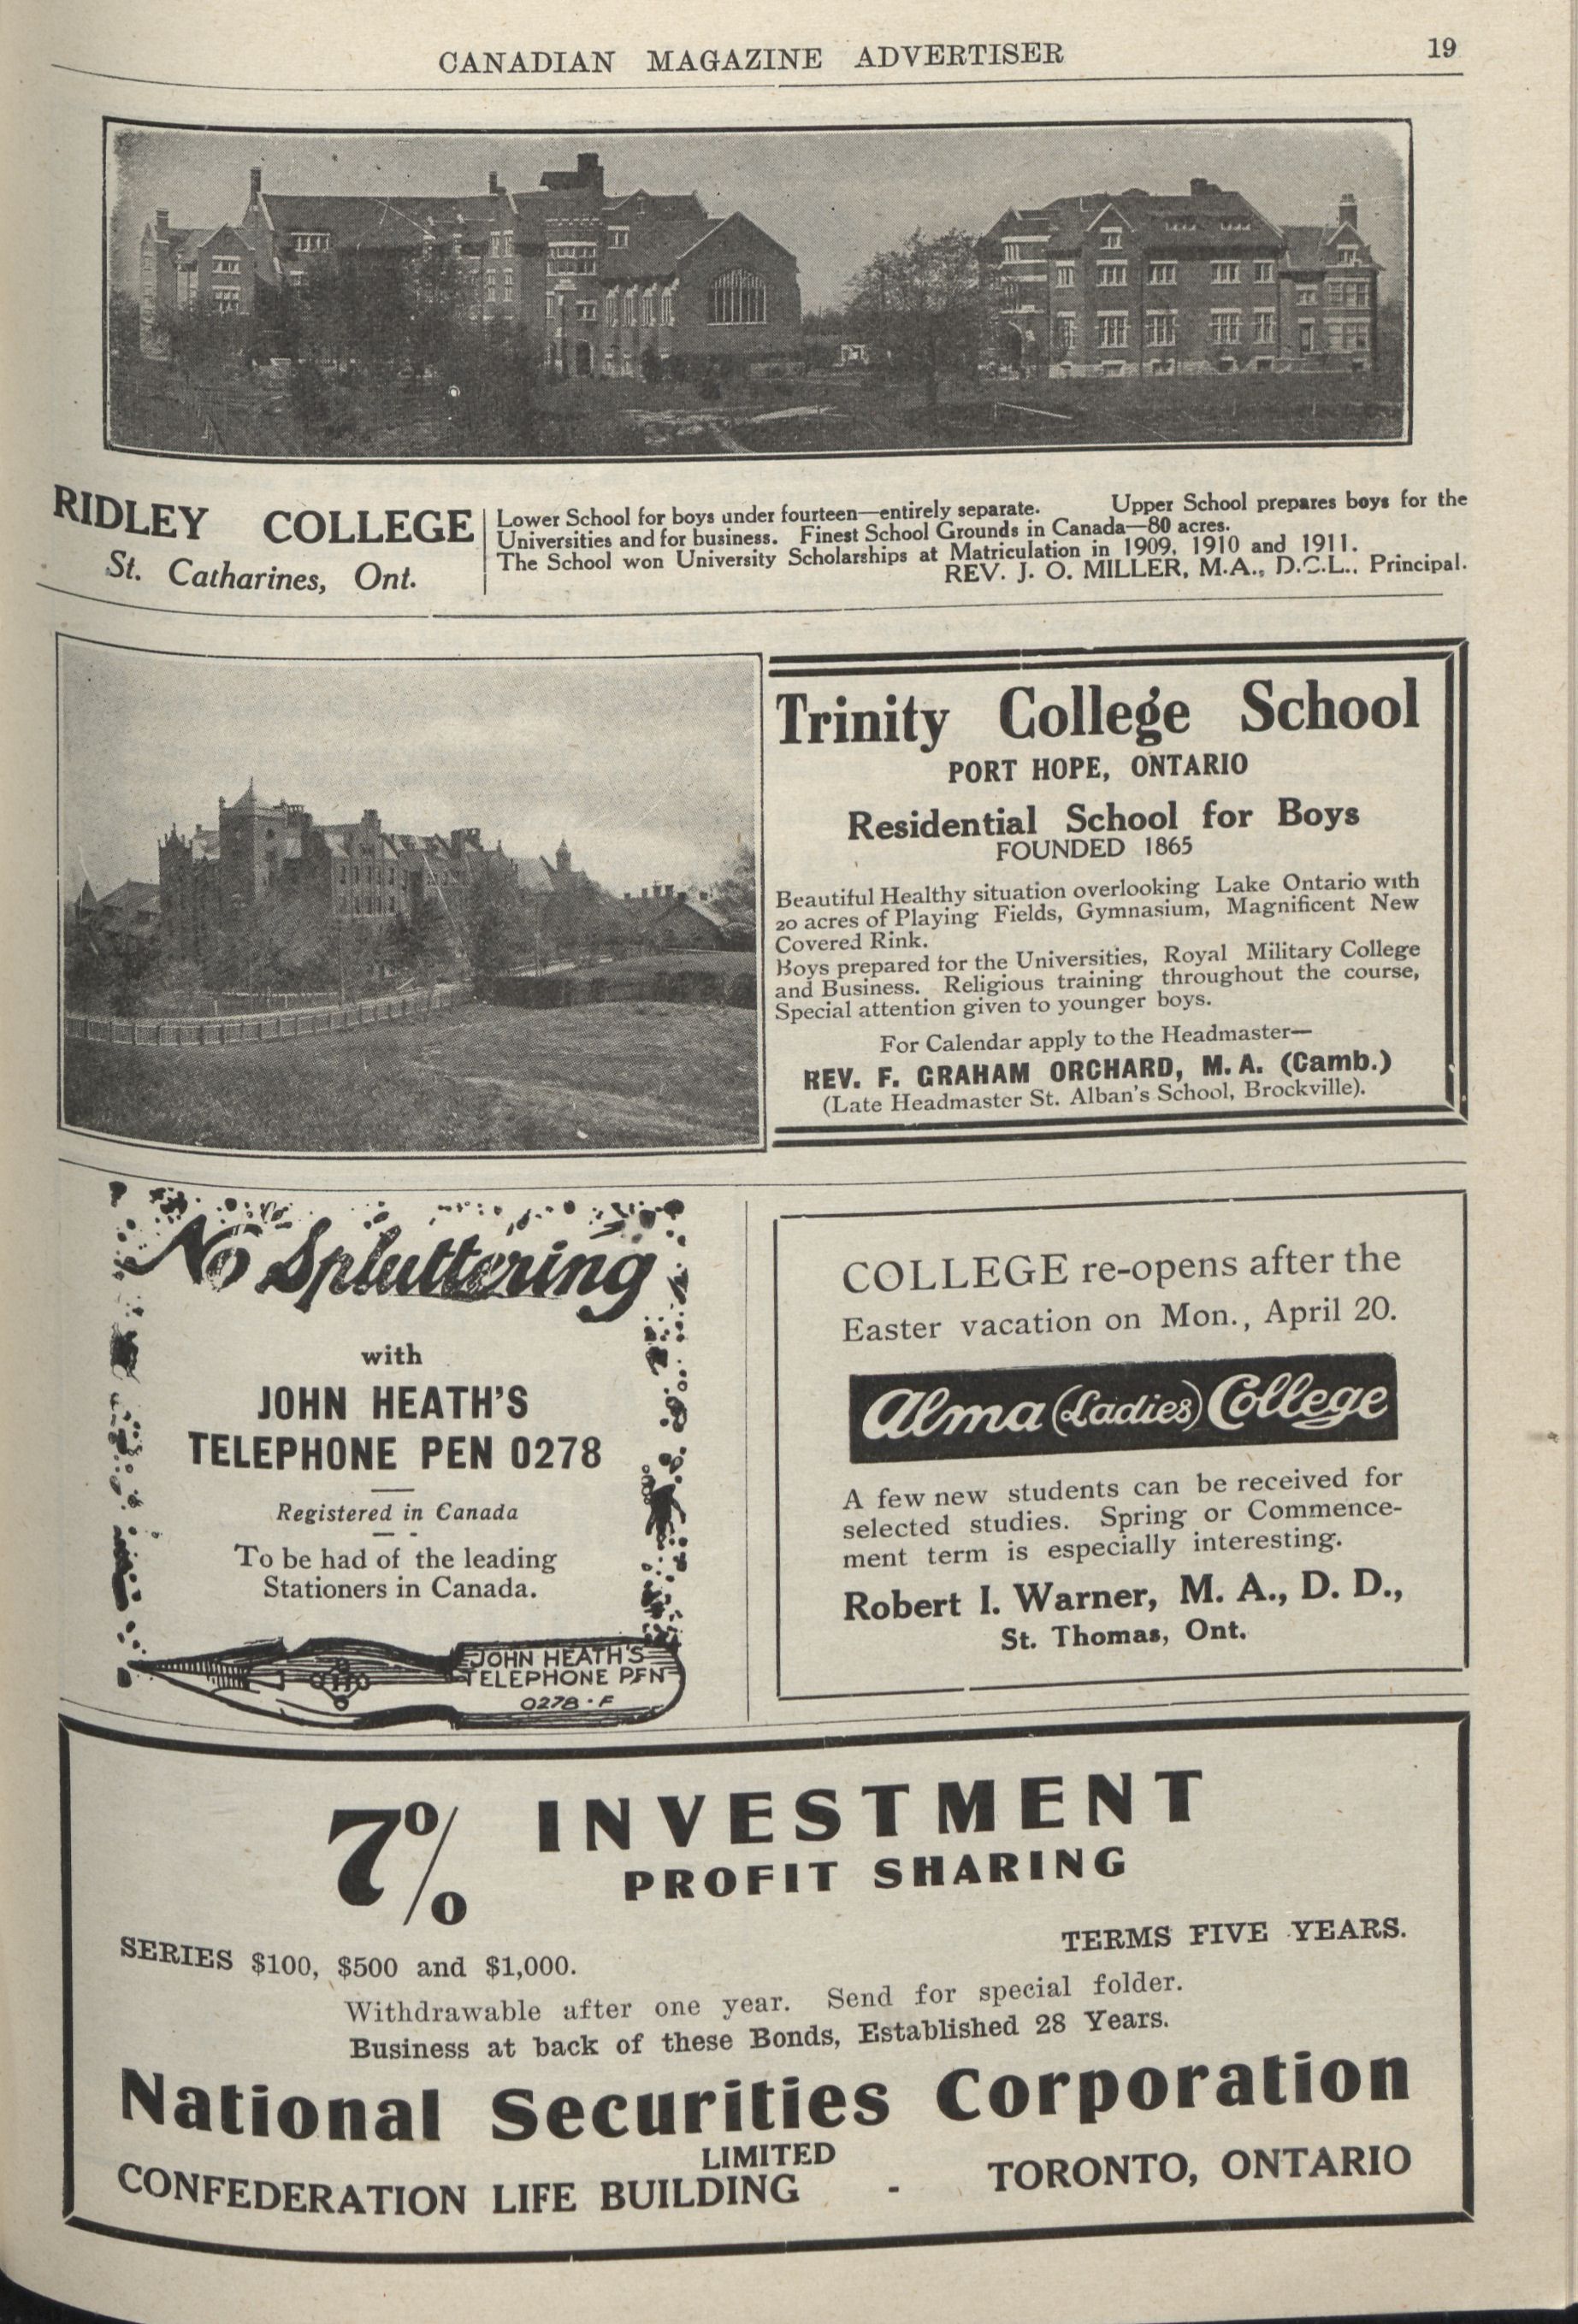 CANADIAN MAGAZINE ADVERTISER 19
RIDLEY COLLEGE
St. Catharines, Ont.
Lower School for boys under fourteen—entirely separate. Upper School prepares boys for the
Universities and for business. Finest School Grounds in Canada—80 acres.
The School won University Scholarships at Matriculation in 1909, 1910 and 1911.
REV. J. O. MILLER, M.A., D.C.L., Principal.
Trinity College School
PORT HOPE, ONTARIO
Residential School for Boys
FOUNDED 1865
Beautiful Healthy situation overlooking Lake Ontario with
20 acres of Playing Fields, Gymnasium, Magnificent New
Covered Rink.
Boys prepared for the Universities, Royal Military College
and Business. Religious training throughout the course,
Special attention given to younger boys.
For Calendar apply to the Headmaster—
REV. F. GRAHAM ORCHARD, M. A. (Camb.)
(Late Headmaster St. Alban's School, Brockville).
No Spluttering
with
JOHN HEATH'S
TELEPHONE PEN 0278
Registered in Canada
To be had of the leading
Stationers in Canada.
JOHN HEATH'S
TELEPHONE PEN
0278·F
COLLEGE re-opens after the
Easter vacation on Mon., April 20.
Alma (Ladies) College
A few new students can be received for
selected studies. Spring or Commence-
ment term is especially interesting.
Robert I. Warner, M. A., D. D.,
St. Thomas, Ont.
7% INVESTMENT
PROFIT SHARING
SERIES $100, $500 and $1,000. TERMS FIVE YEARS.
Withdrawable after one year. Send for special folder.
Business at back of these Bonds, Established 28 Years.
National Securities Corporation
LIMITED
CONFEDERATION LIFE BUILDING - TORONTO, ONTARIO